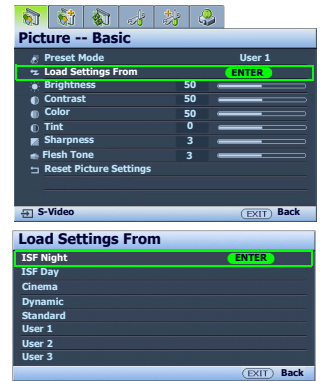 Picture -- Basic
Preset Mode User 1
Load Settings From ENTER
Brightness 50
Contrast 50
Color 50
Tint 0
Sharpness 3
Flesh Tone 3
Reset Picture Settings
S-Video EXIT Back
Load Settings From
ISF Night ENTER
ISF Day
Cinema
Dynamic
Standard
User 1
User 2
User 3
EXIT Back